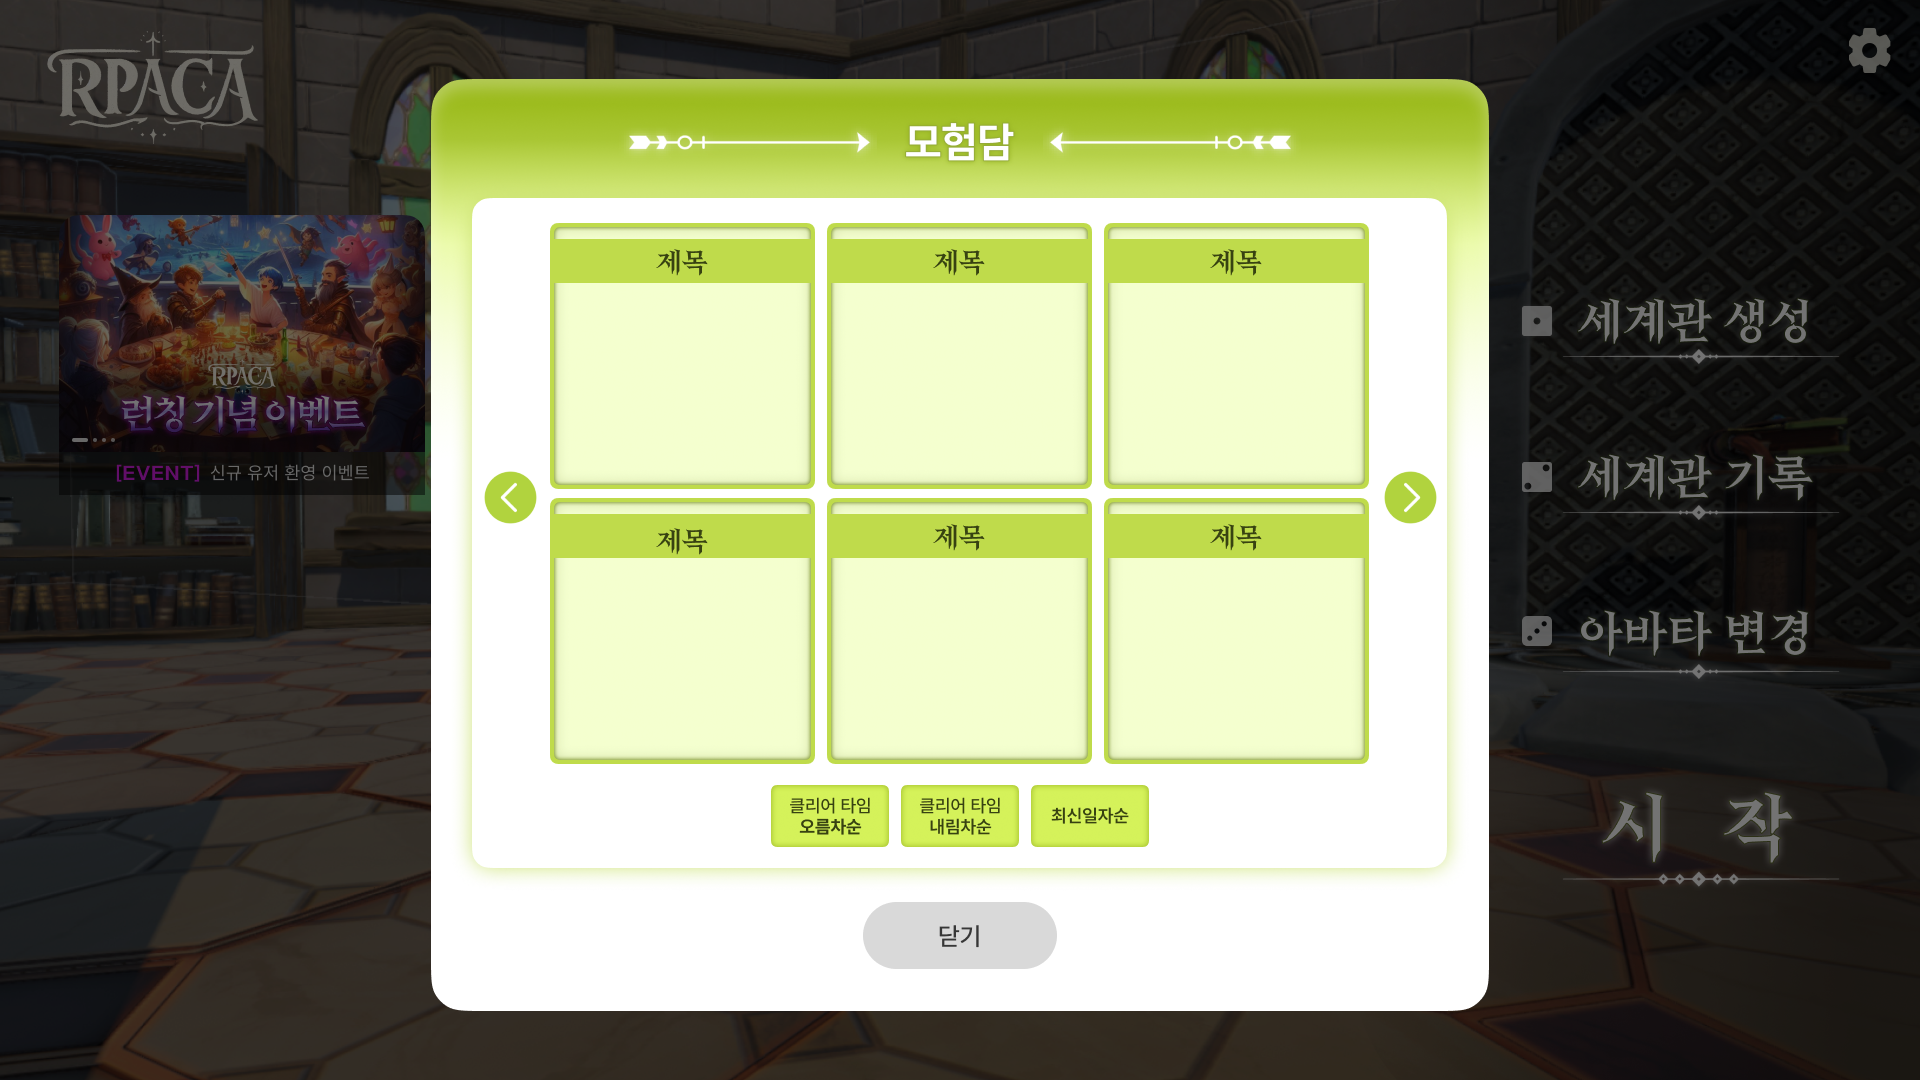 RPACA
모험담
제목
제목
제목
제목
제목
제목
클리어 타임
오름차순
클리어 타임
내림차순
최신일자순
닫기
RPACA
런칭 기념 이벤트
[EVENT] 신규 유저 환영 이벤트
세계관 생성
세계관 기록
아바타 변경
시 작